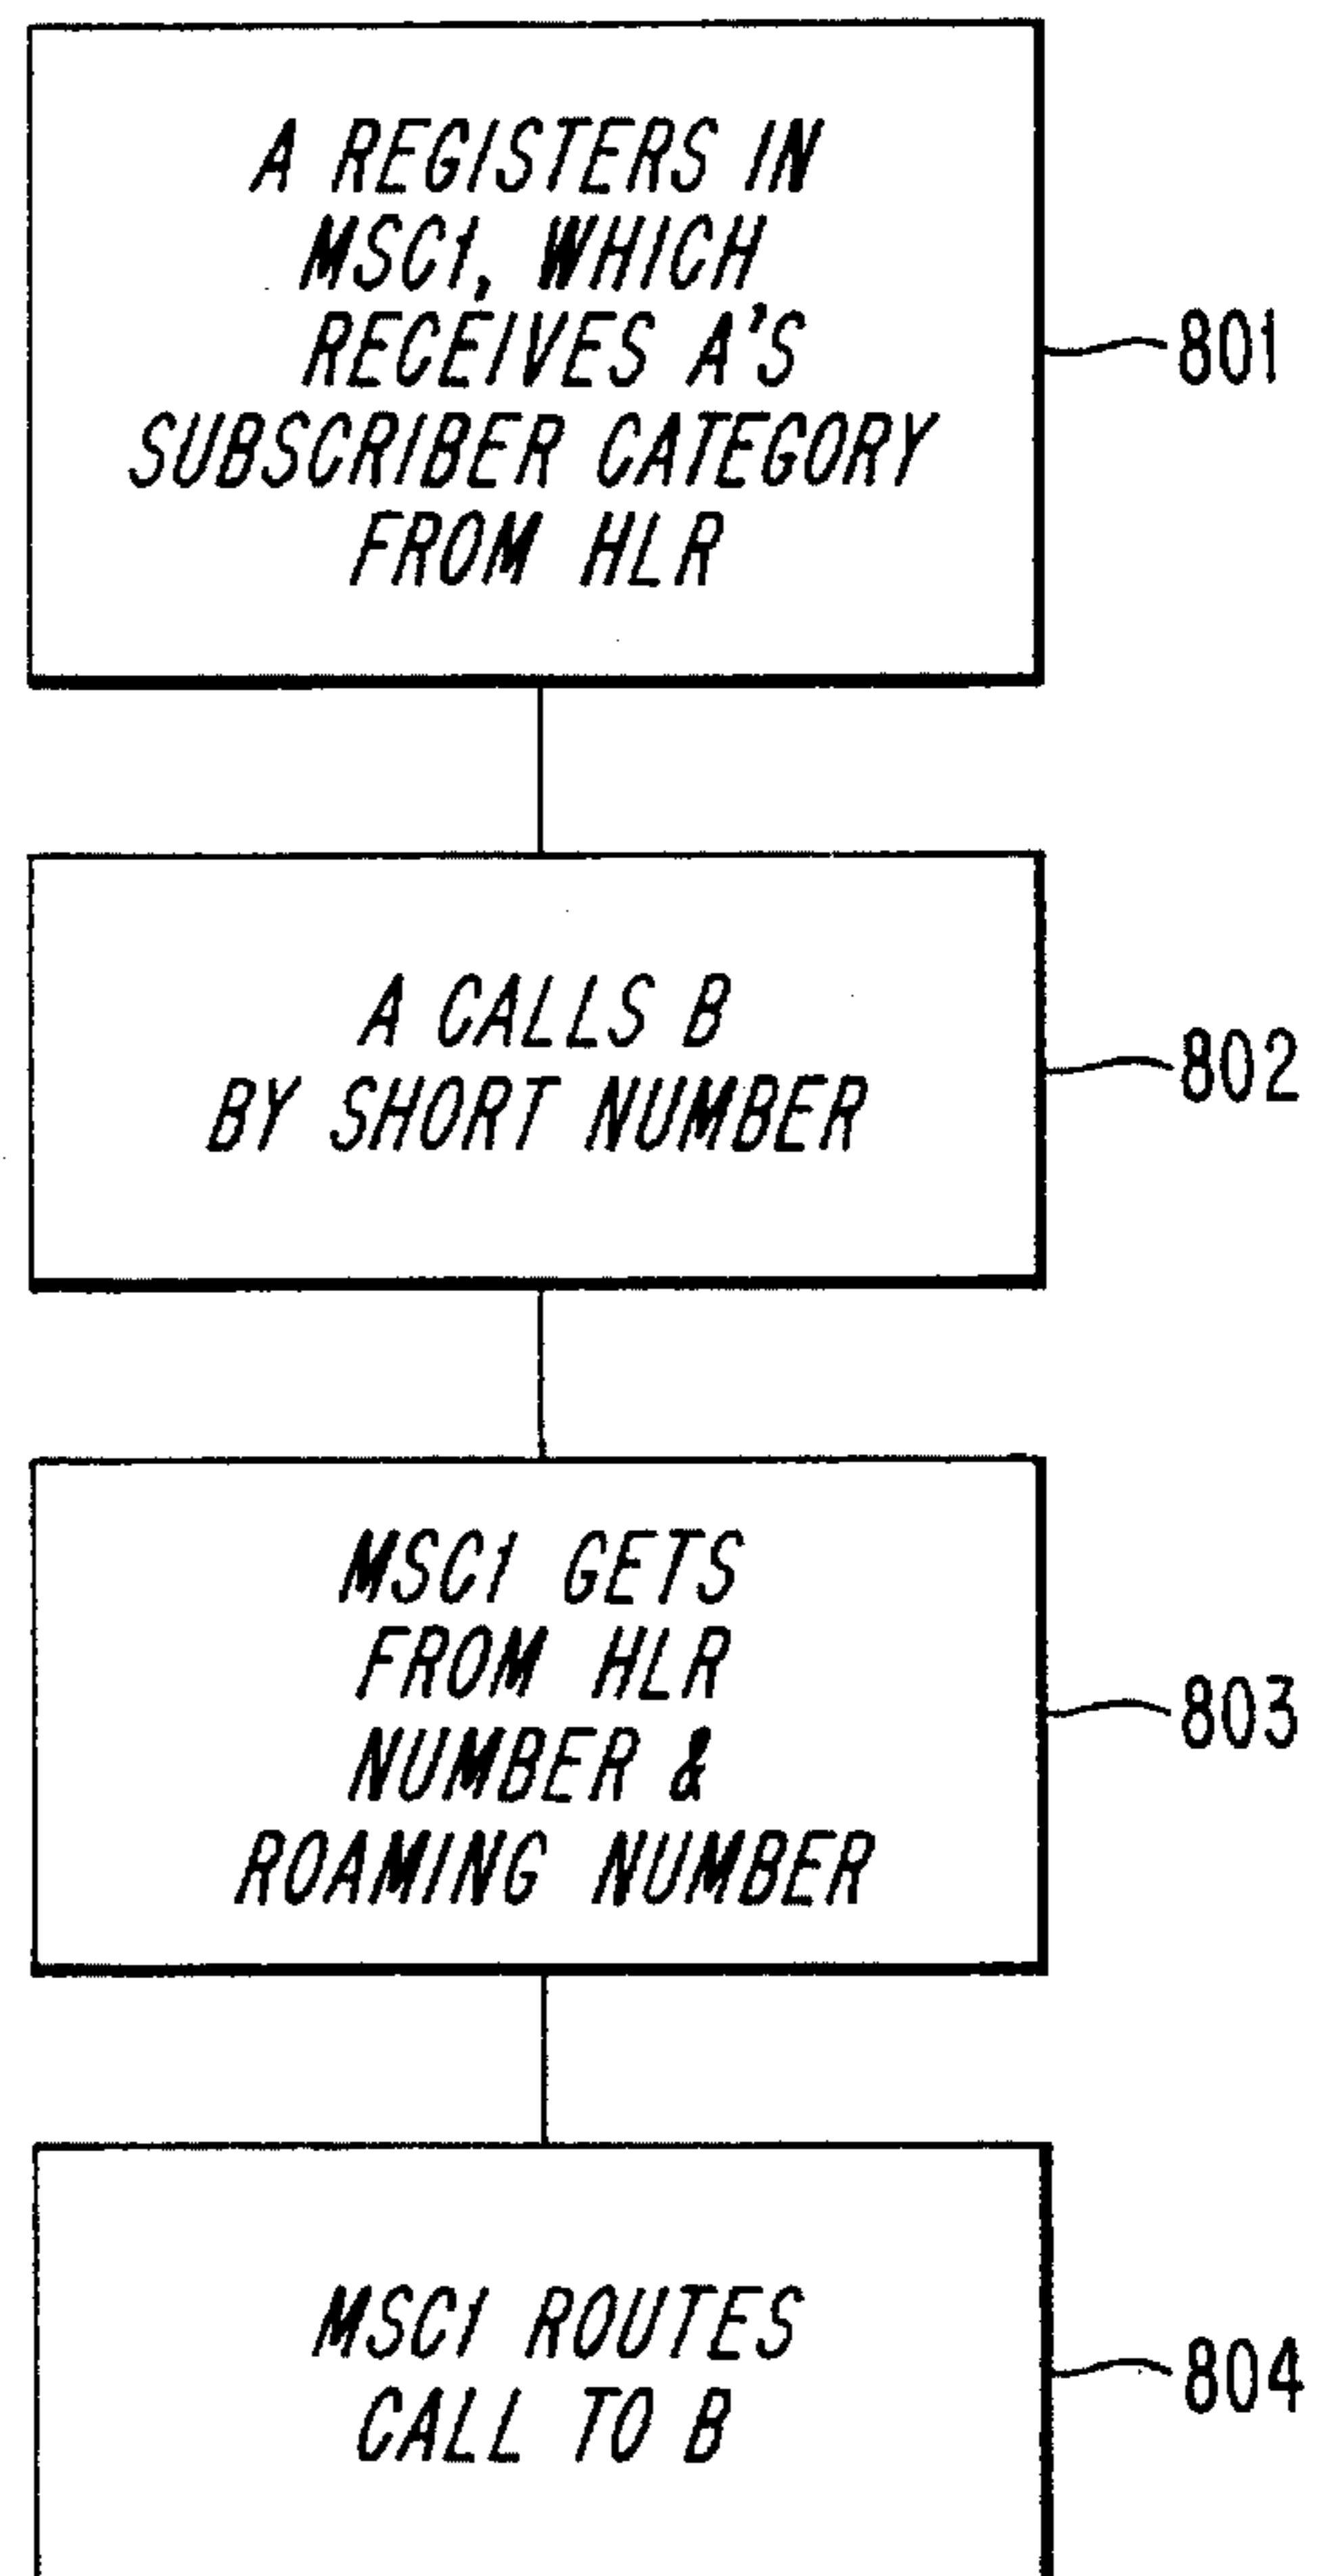 A REGISTERS IN
MSC1, WHICH
RECEIVES A'S
SUBSCRIBER CATEGORY
FROM HLR
801
A CALLS B
BY SHORT NUMBER
802
MSC1 GETS
FROM HLR
NUMBER &
ROAMING NUMBER
803
MSC1 ROUTES
CALL TO B
804